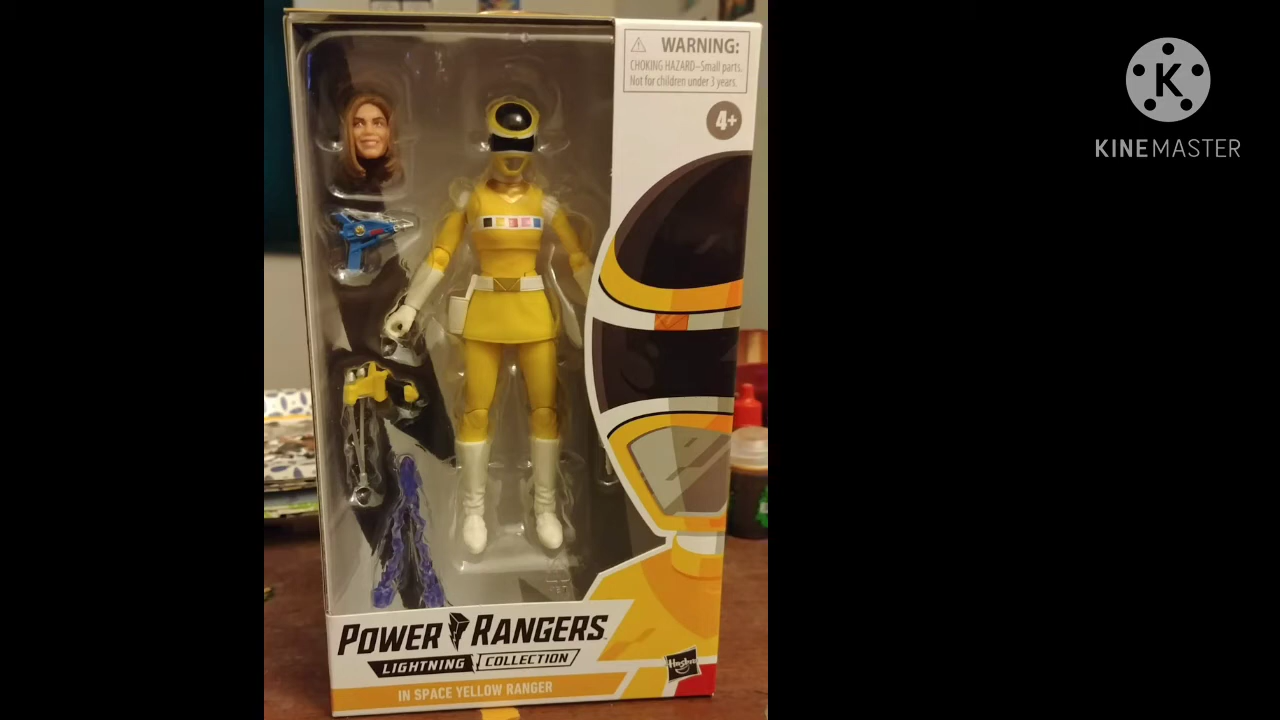 WARNING:
CHOKING HAZARD–Small parts.
Not for children under 3 years.
4+
K
KINEMASTER
POWER RANGERS
LIGHTNING COLLECTION
IN SPACE YELLOW RANGER
Hasbro